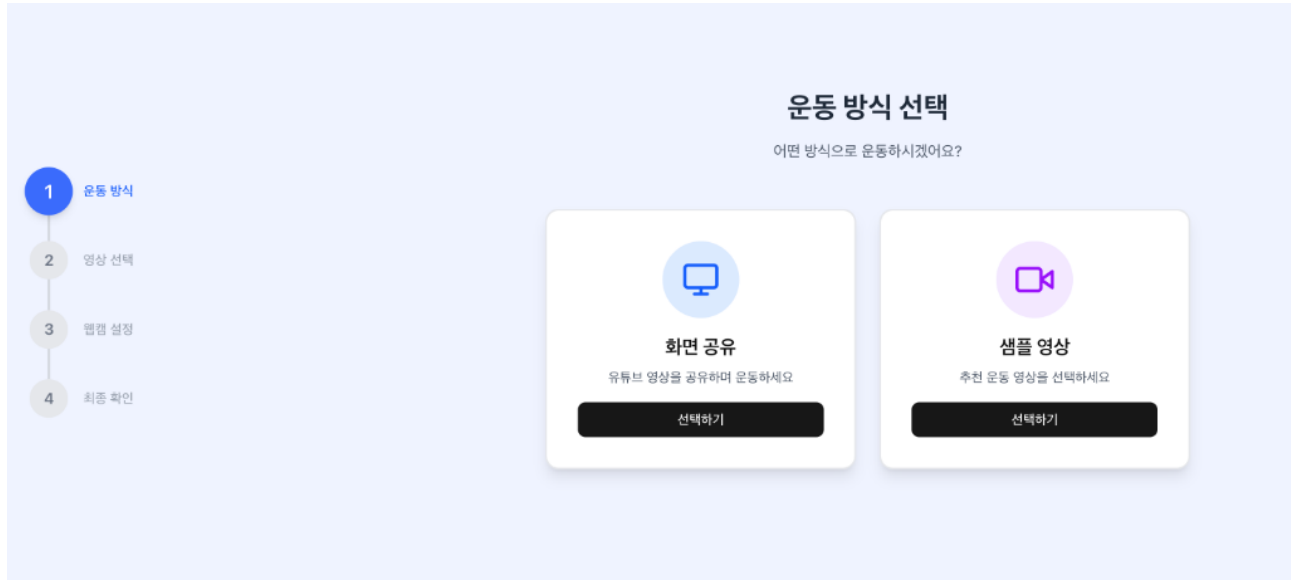 운동 방식 선택
어떤 방식으로 운동하시겠어요?
1 운동 방식
2 영상 선택
3 웹캠 설정
4 최종 확인
화면 공유
유튜브 영상을 공유하며 운동하세요
선택하기
샘플 영상
추천 운동 영상을 선택하세요
선택하기